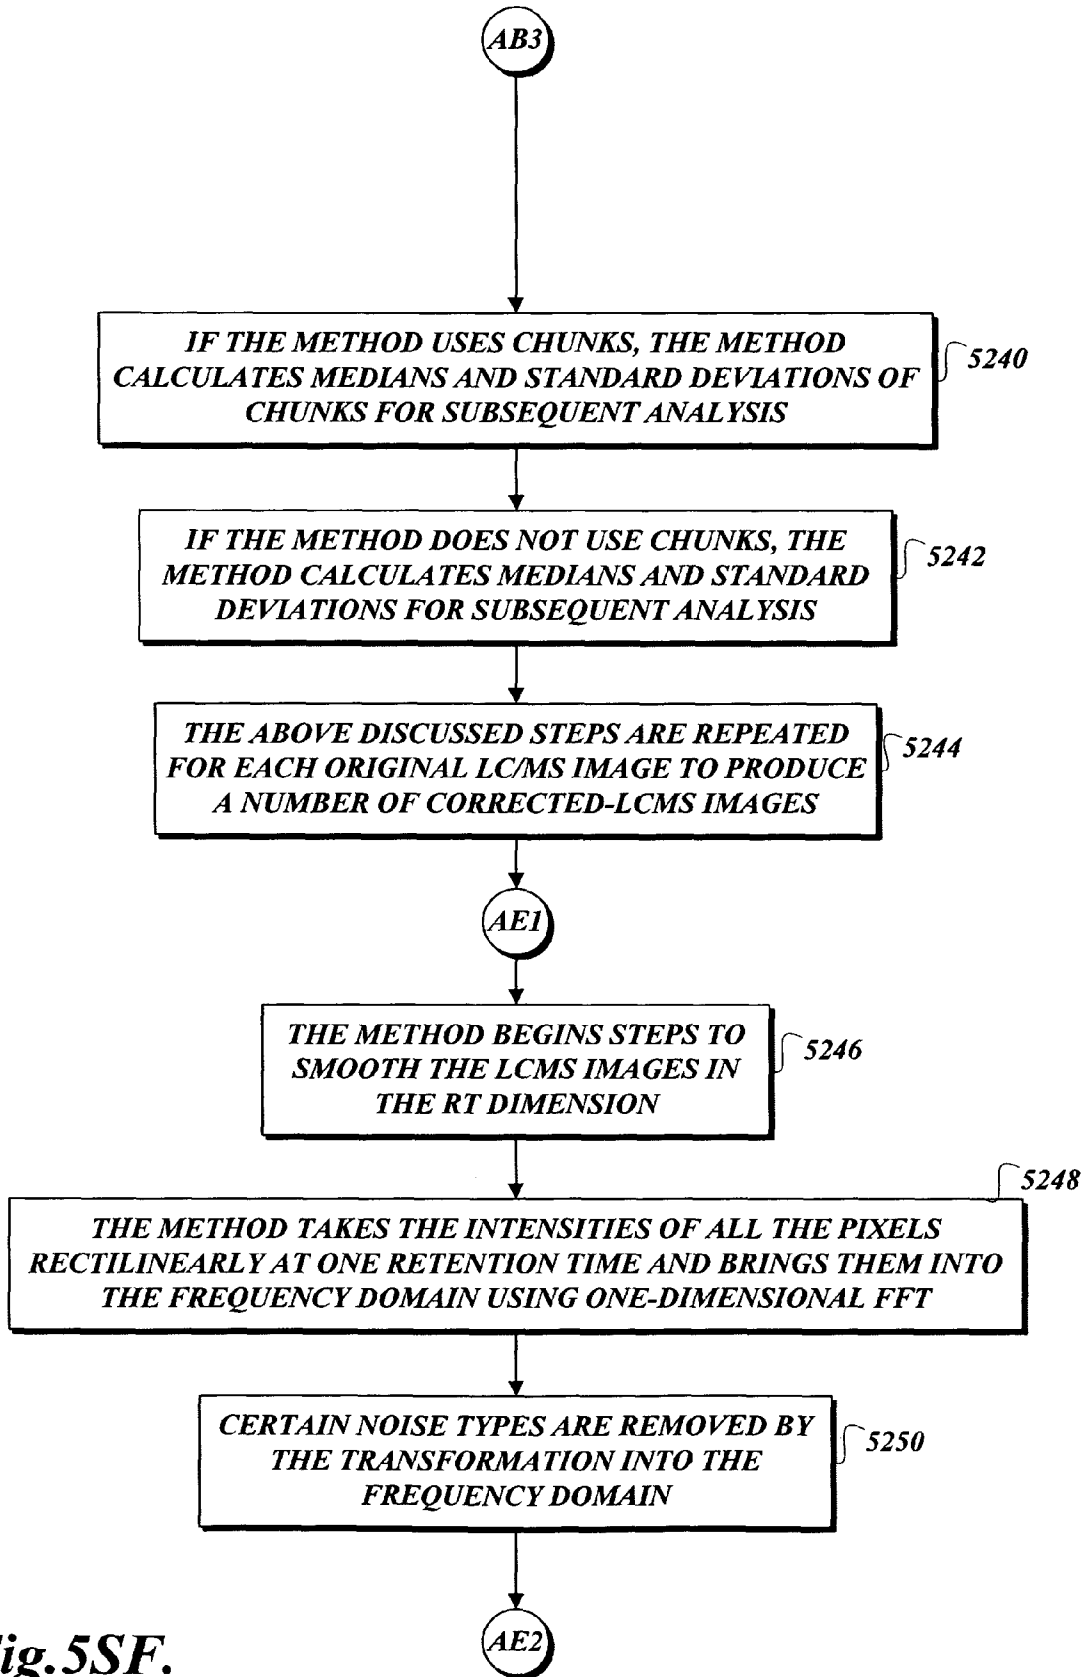 AB3
IF THE METHOD USES CHUNKS, THE METHOD
CALCULATES MEDIANS AND STANDARD DEVIATIONS OF
CHUNKS FOR SUBSEQUENT ANALYSIS
5240
IF THE METHOD DOES NOT USE CHUNKS, THE
METHOD CALCULATES MEDIANS AND STANDARD
DEVIATIONS FOR SUBSEQUENT ANALYSIS
5242
THE ABOVE DISCUSSED STEPS ARE REPEATED
FOR EACH ORIGINAL LC/MS IMAGE TO PRODUCE
A NUMBER OF CORRECTED-LCMS IMAGES
5244
AE1
THE METHOD BEGINS STEPS TO
SMOOTH THE LCMS IMAGES IN
THE RT DIMENSION
5246
5248
THE METHOD TAKES THE INTENSITIES OF ALL THE PIXELS
RECTILINEARLY AT ONE RETENTION TIME AND BRINGS THEM INTO
THE FREQUENCY DOMAIN USING ONE-DIMENSIONAL FFT
CERTAIN NOISE TYPES ARE REMOVED BY
THE TRANSFORMATION INTO THE
FREQUENCY DOMAIN
5250
AE2
ig.5SF.